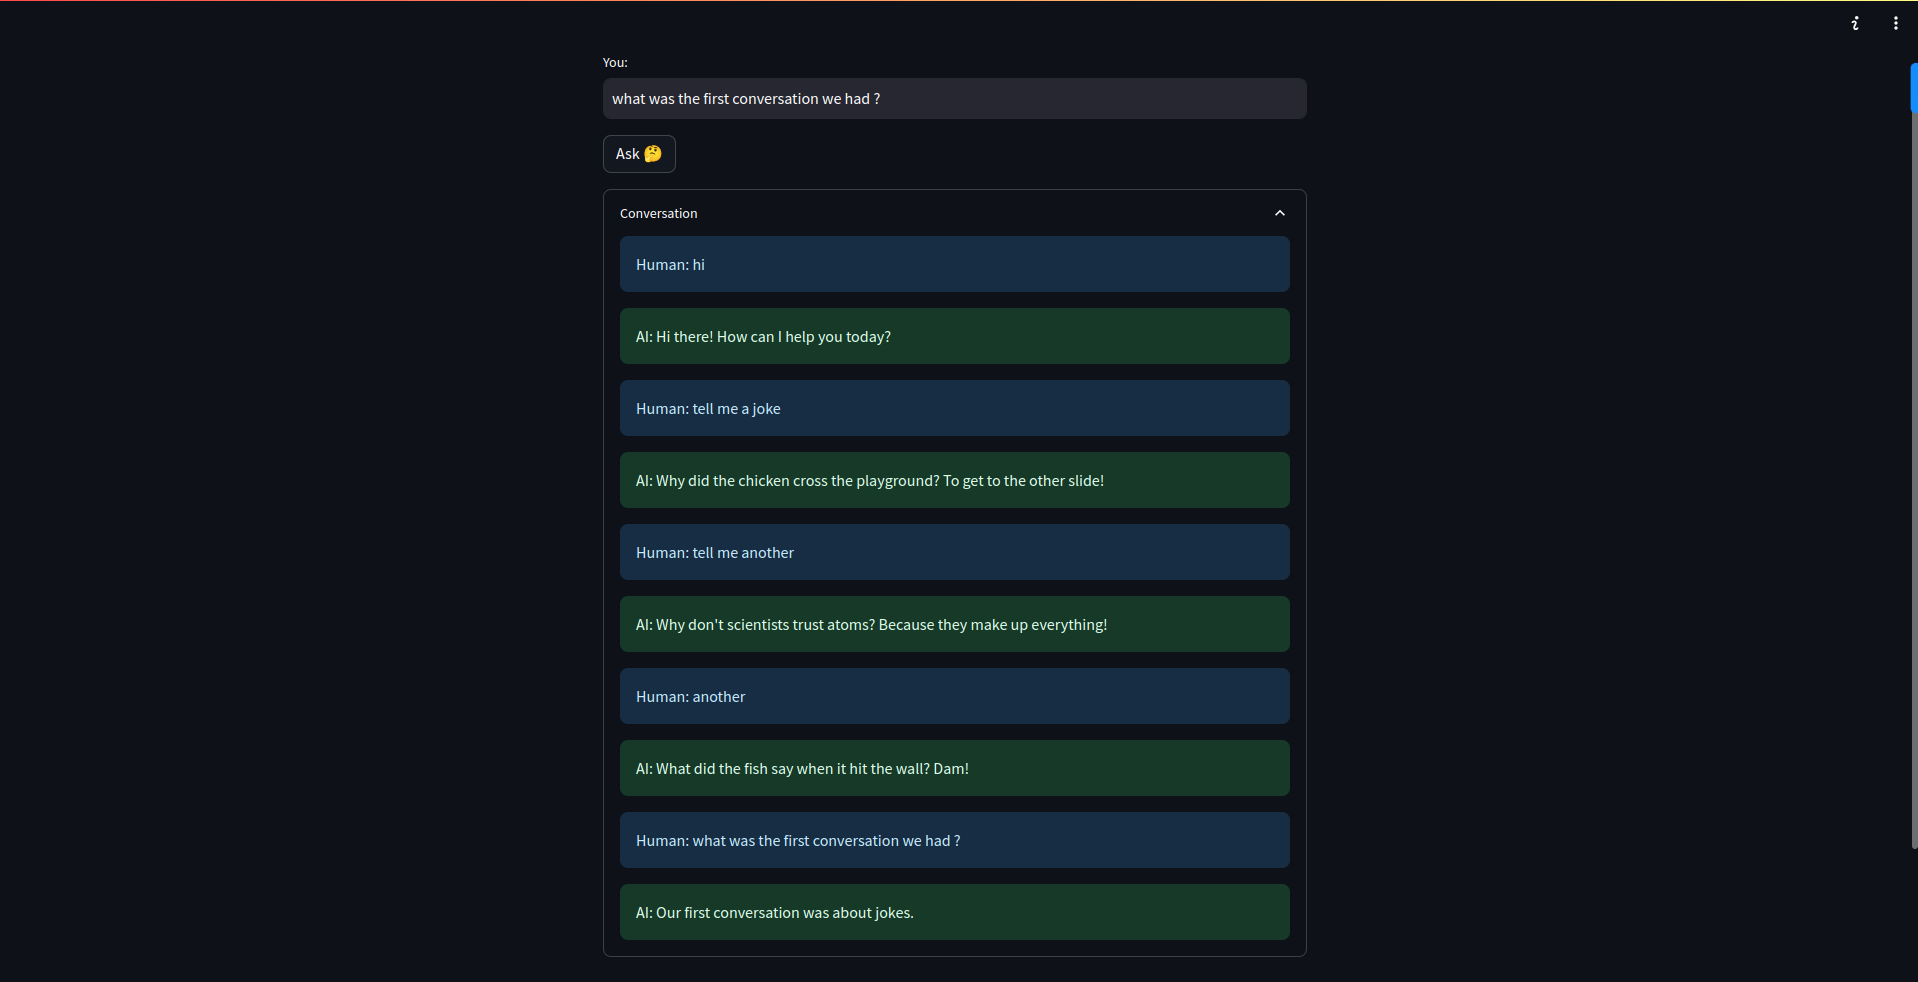 You:
what was the first conversation we had ?
Ask 🤔
Conversation
Human: hi
AI: Hi there! How can I help you today?
Human: tell me a joke
AI: Why did the chicken cross the playground? To get to the other slide!
Human: tell me another
AI: Why don't scientists trust atoms? Because they make up everything!
Human: another
AI: What did the fish say when it hit the wall? Dam!
Human: what was the first conversation we had ?
AI: Our first conversation was about jokes.